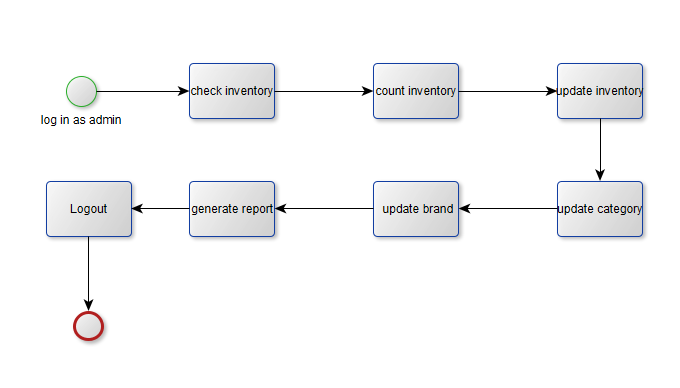 check inventory
count inventory
update inventory
log in as admin
Logout
generate report
update brand
update category